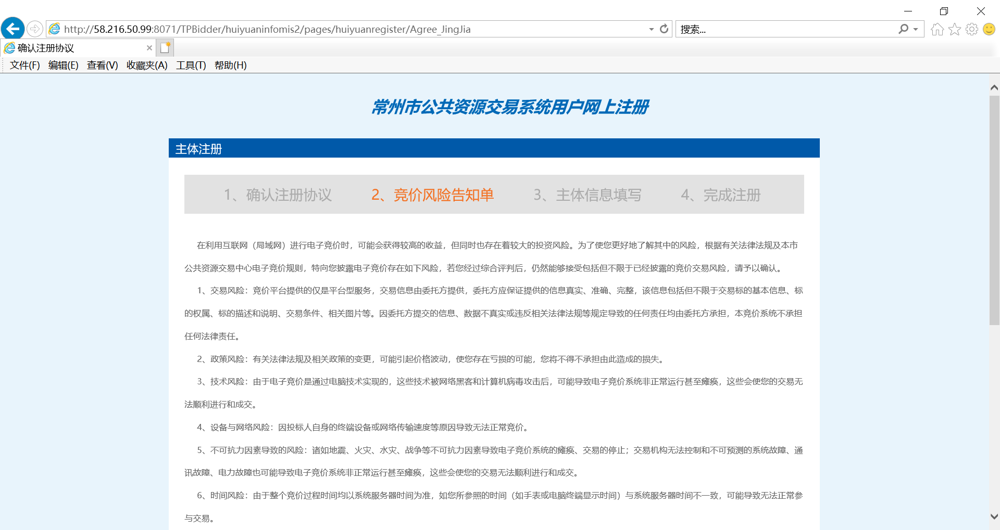 http://58.216.50.99:8071/TPBidder/huiyuaninfomis2/pages/huiyuanregister/Agree_JingJia
搜索...
确认注册协议
文件(F) 编辑(E) 查看(V) 收藏夹(A) 工具(T) 帮助(H)
常州市公共资源交易系统用户网上注册
主体注册
1、确认注册协议 2、竞价风险告知单 3、主体信息填写 4、完成注册
在利用互联网（局域网）进行电子竞价时，可能会获得较高的收益，但同时也存在着较大的投资风险。为了使您更好地了解其中的风险，根据有关法律法规及本市
公共资源交易中心电子竞价规则，特向您披露电子竞价存在如下风险，若您经过综合评判后，仍然能够接受包括但不限于已经披露的竞价交易风险，请予以确认。
1、交易风险：竞价平台提供的仅是平台型服务，交易信息由委托方提供，委托方应保证提供的信息真实、准确、完整，该信息包括但不限于交易标的基本信息、标
的权属、标的描述和说明、交易条件、相关图片等。因委托方提交的信息、数据不真实或违反相关法律法规等规定导致的任何责任均由委托方承担，本竞价系统不承担
任何法律责任。
2、政策风险：有关法律法规及相关政策的变更，可能引起价格波动，使您存在亏损的可能，您将不得不承担由此造成的损失。
3、技术风险：由于电子竞价是通过电脑技术实现的，这些技术被网络黑客和计算机病毒攻击后，可能导致电子竞价系统非正常运行甚至瘫痪，这些会使您的交易无
法顺利进行和成交。
4、设备与网络风险：因投标人自身的终端设备或网络传输速度等原因导致无法正常竞价。
5、不可抗力因素导致的风险：诸如地震、火灾、水灾、战争等不可抗力因素导致电子竞价系统的瘫痪、交易的停止；交易机构无法控制和不可预测的系统故障、通
讯故障、电力故障也可能导致电子竞价系统非正常运行甚至瘫痪，这些会使您的交易无法顺利进行和成交。
6、时间风险：由于整个竞价过程时间均以系统服务器时间为准，如您所参照的时间（如手表或电脑终端显示时间）与系统服务器时间不一致，可能导致无法正常参
与交易。